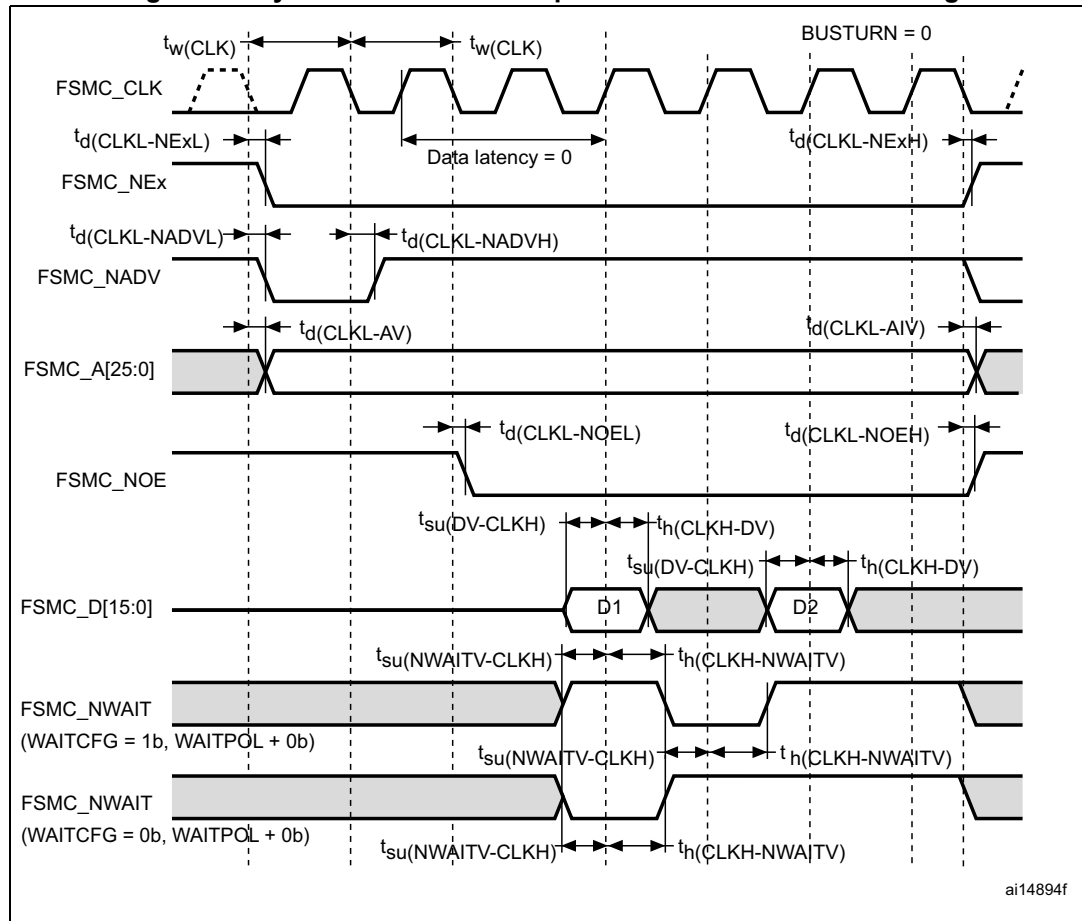 BUSTURN = 0
tw(CLK) tw(CLK)
FSMC_CLK
td(CLKL-NExL) Data latency = 0 td(CLKL-NExH)
FSMC_NEx
td(CLKL-NADVL) td(CLKL-NADVH)
FSMC_NADV
td(CLKL-AV) td(CLKL-AIV)
FSMC_A[25:0]
td(CLKL-NOEL) td(CLKL-NOEH)
FSMC_NOE
tsu(DV-CLKH) th(CLKH-DV)
tsu(DV-CLKH) th(CLKH-DV)
FSMC_D[15:0] D1 D2
tsu(NWAITV-CLKH) th(CLKH-NWAITV)
FSMC_NWAIT
(WAITCFG = 1b, WAITPOL + 0b)
tsu(NWAITV-CLKH) th(CLKH-NWAITV)
FSMC_NWAIT
(WAITCFG = 0b, WAITPOL + 0b)
tsu(NWAITV-CLKH) th(CLKH-NWAITV)
ai14894f